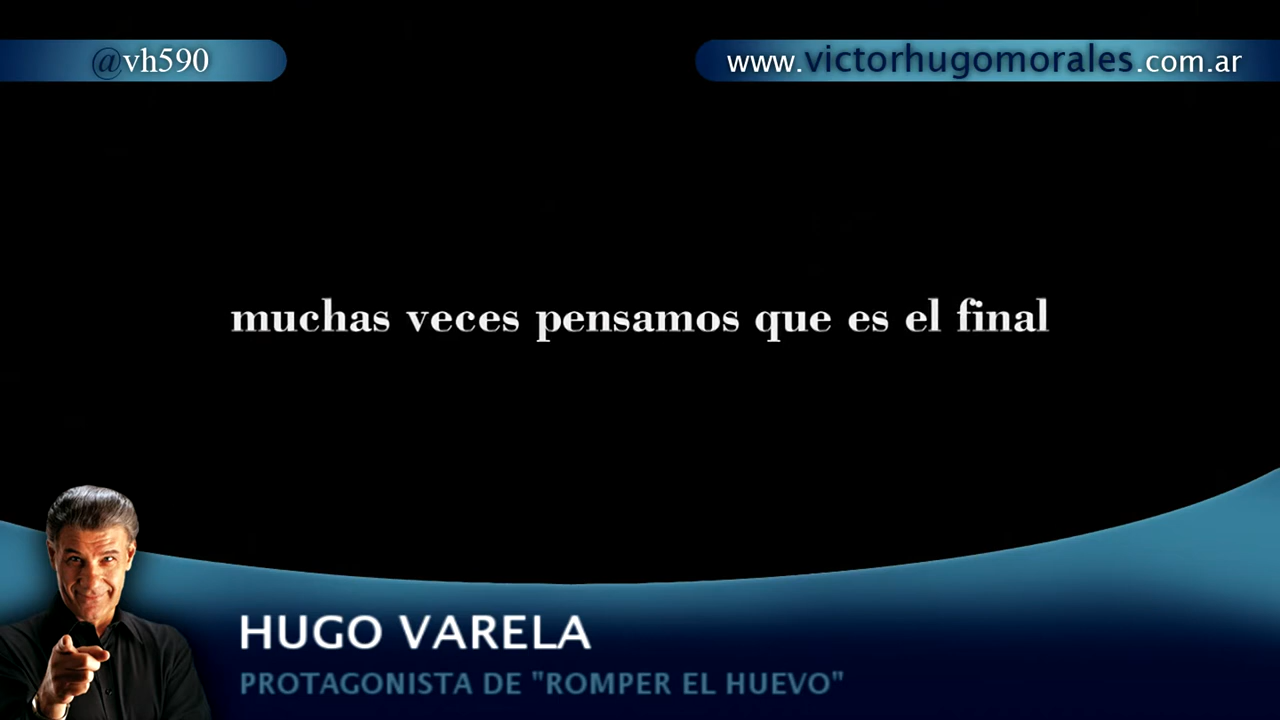 @vh590
www.victorhugomorales.com.ar
muchas veces pensamos que es el final
HUGO VARELA
PROTAGONISTA DE "ROMPER EL HUEVO"